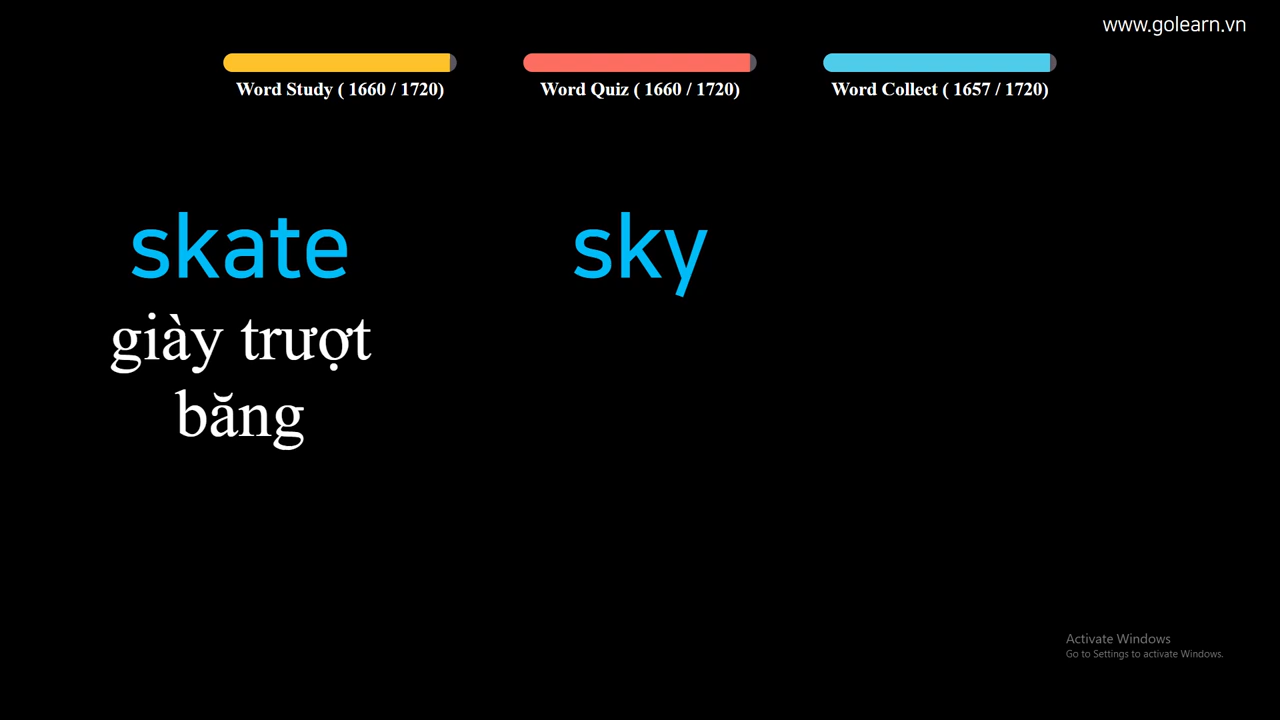 www.golearn.vn
Word Study ( 1660 / 1720)
Word Quiz ( 1660 / 1720)
Word Collect ( 1657 / 1720)
skate
giày trượt
băng
sky
Activate Windows
Go to Settings to activate Windows.